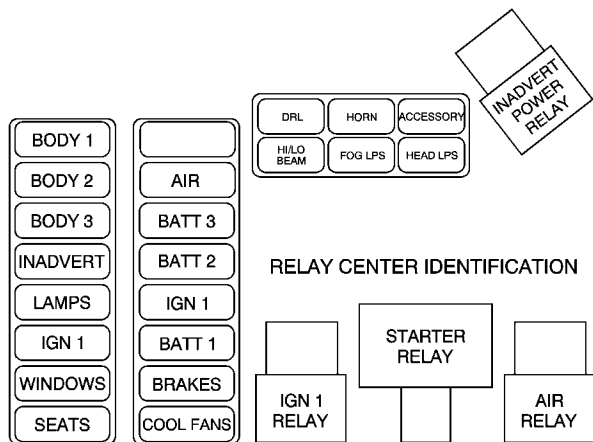 INADVERT
POWER
RELAY
DRL
HORN
ACCESSORY
HI/LO
BEAM
FOG LPS
HEAD LPS
BODY 1
BODY 2
BODY 3
INADVERT
LAMPS
IGN 1
WINDOWS
SEATS
AIR
BATT 3
BATT 2
IGN 1
BATT 1
BRAKES
COOL FANS
RELAY CENTER IDENTIFICATION
IGN 1
RELAY
STARTER
RELAY
AIR
RELAY